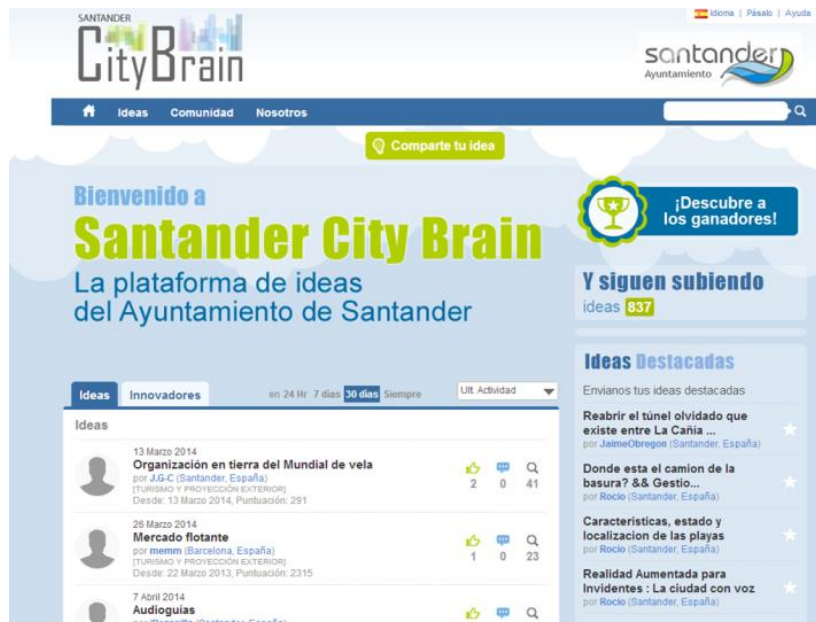 SANTANDER
CityBrain
Idioma | Pásalo | Ayuda
santander
Ayuntamiento
Ideas Comunidad Nosotros
Comparte tu idea
Bienvenido a
Santander City Brain
La plataforma de ideas
del Ayuntamiento de Santander
¡Descubre a
los ganadores!
Y siguen subiendo
ideas 837
Ideas Innovadores en 24 Hr 7 dias 30 dias Siempre Ult. Actividad
Ideas
13 Marzo 2014
Organización en tierra del Mundial de vela
por J.G-C (Santander, España)
[TURISMO Y PROYECCIÓN EXTERIOR]
Desde: 13 Marzo 2014, Puntuación: 291
2 0 41
26 Marzo 2014
Mercado flotante
por memm (Barcelona, España)
[TURISMO Y PROYECCIÓN EXTERIOR]
Desde: 22 Marzo 2013, Puntuación: 2315
1 0 23
7 Abril 2014
Audioguias
Ideas Destacadas
Envianos tus ideas destacadas
Reabrir el túnel olvidado que
existe entre La Cañia ...
por JaimeObregon (Santander, España)
Donde esta el camion de la
basura? && Gestio...
por Rocio (Santander, España)
Caracteristicas, estado y
localizacion de las playas
por Rocio (Santander, España)
Realidad Aumentada para
Invidentes : La ciudad con voz
por Rocio (Santander, España)